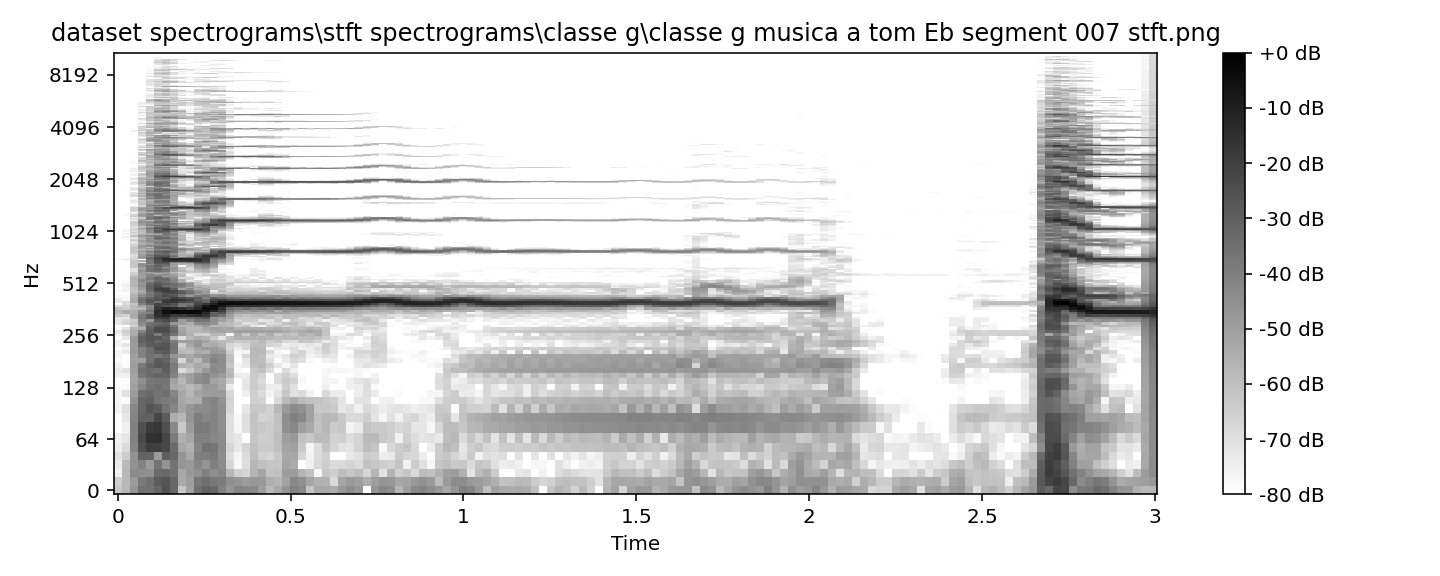 dataset spectrograms\stft spectrograms\classe g\classe g musica a tom Eb segment 007 stft.png
8192
4096
2048
1024
512
256
128
64
0
Hz
0
0.5
1
1.5
2
2.5
3
Time
+0 dB
-10 dB
-20 dB
-30 dB
-40 dB
-50 dB
-60 dB
-70 dB
-80 dB